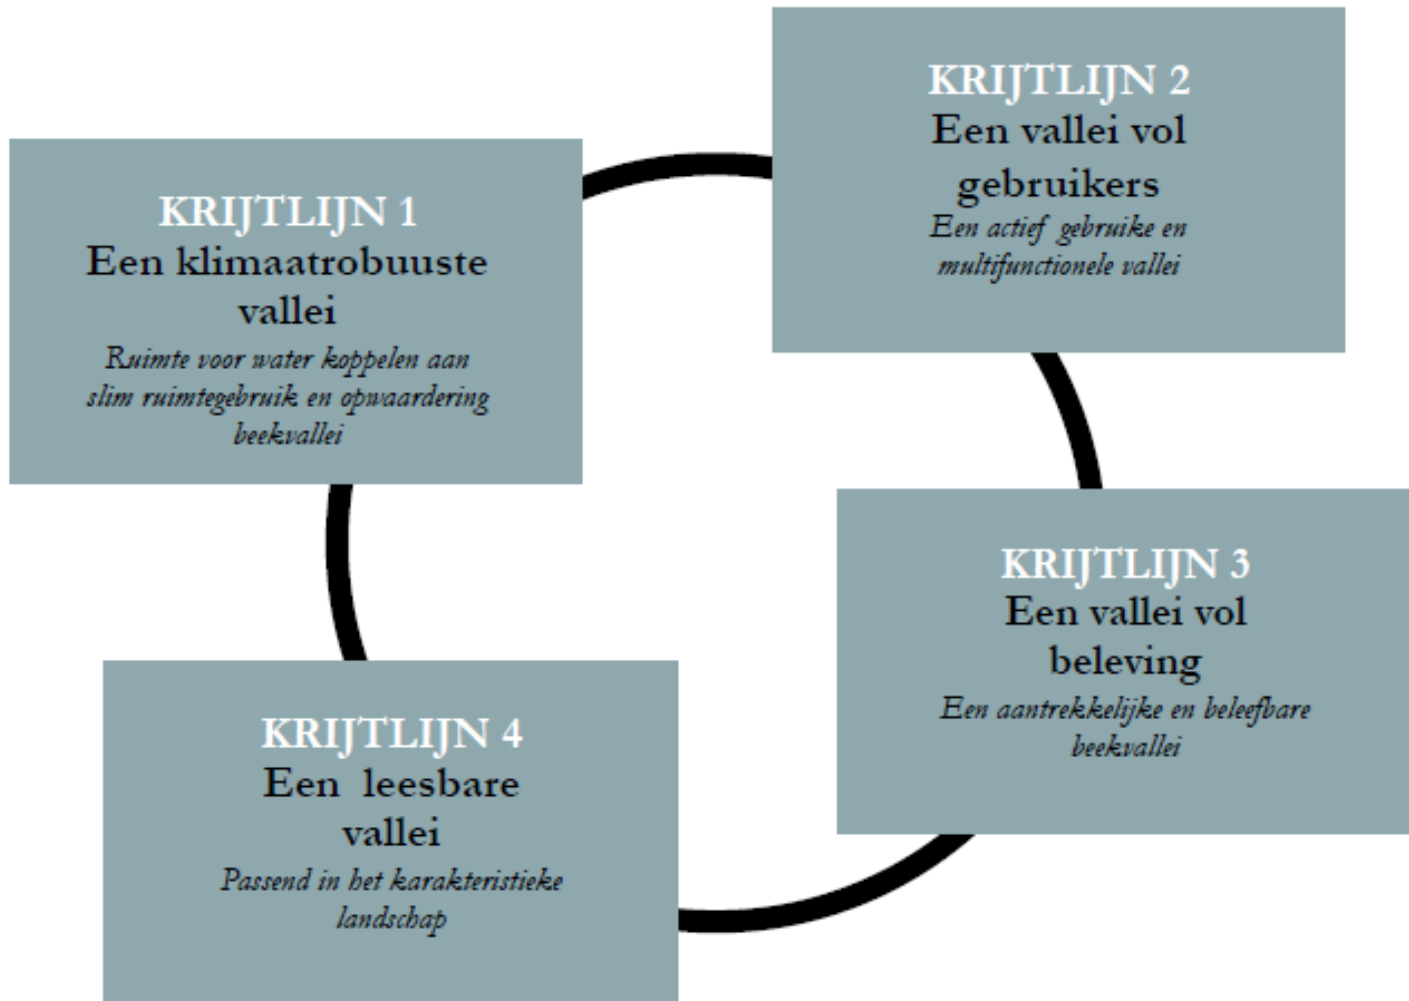 KRIJTLIJN 1
Een klimaatrobuuste
vallei
Ruimte voor water koppelen aan
slim ruimtegebruik en opwaardering
beekvallei
KRIJTLIJN 2
Een vallei vol
gebruikers
Een actief gebruike en
multifunctionele vallei
KRIJTLIJN 3
Een vallei vol
beleving
Een aantrekkelijke en beleefbare
beekvallei
KRIJTLIJN 4
Een leesbare
vallei
Passend in het karakteristieke
landschap